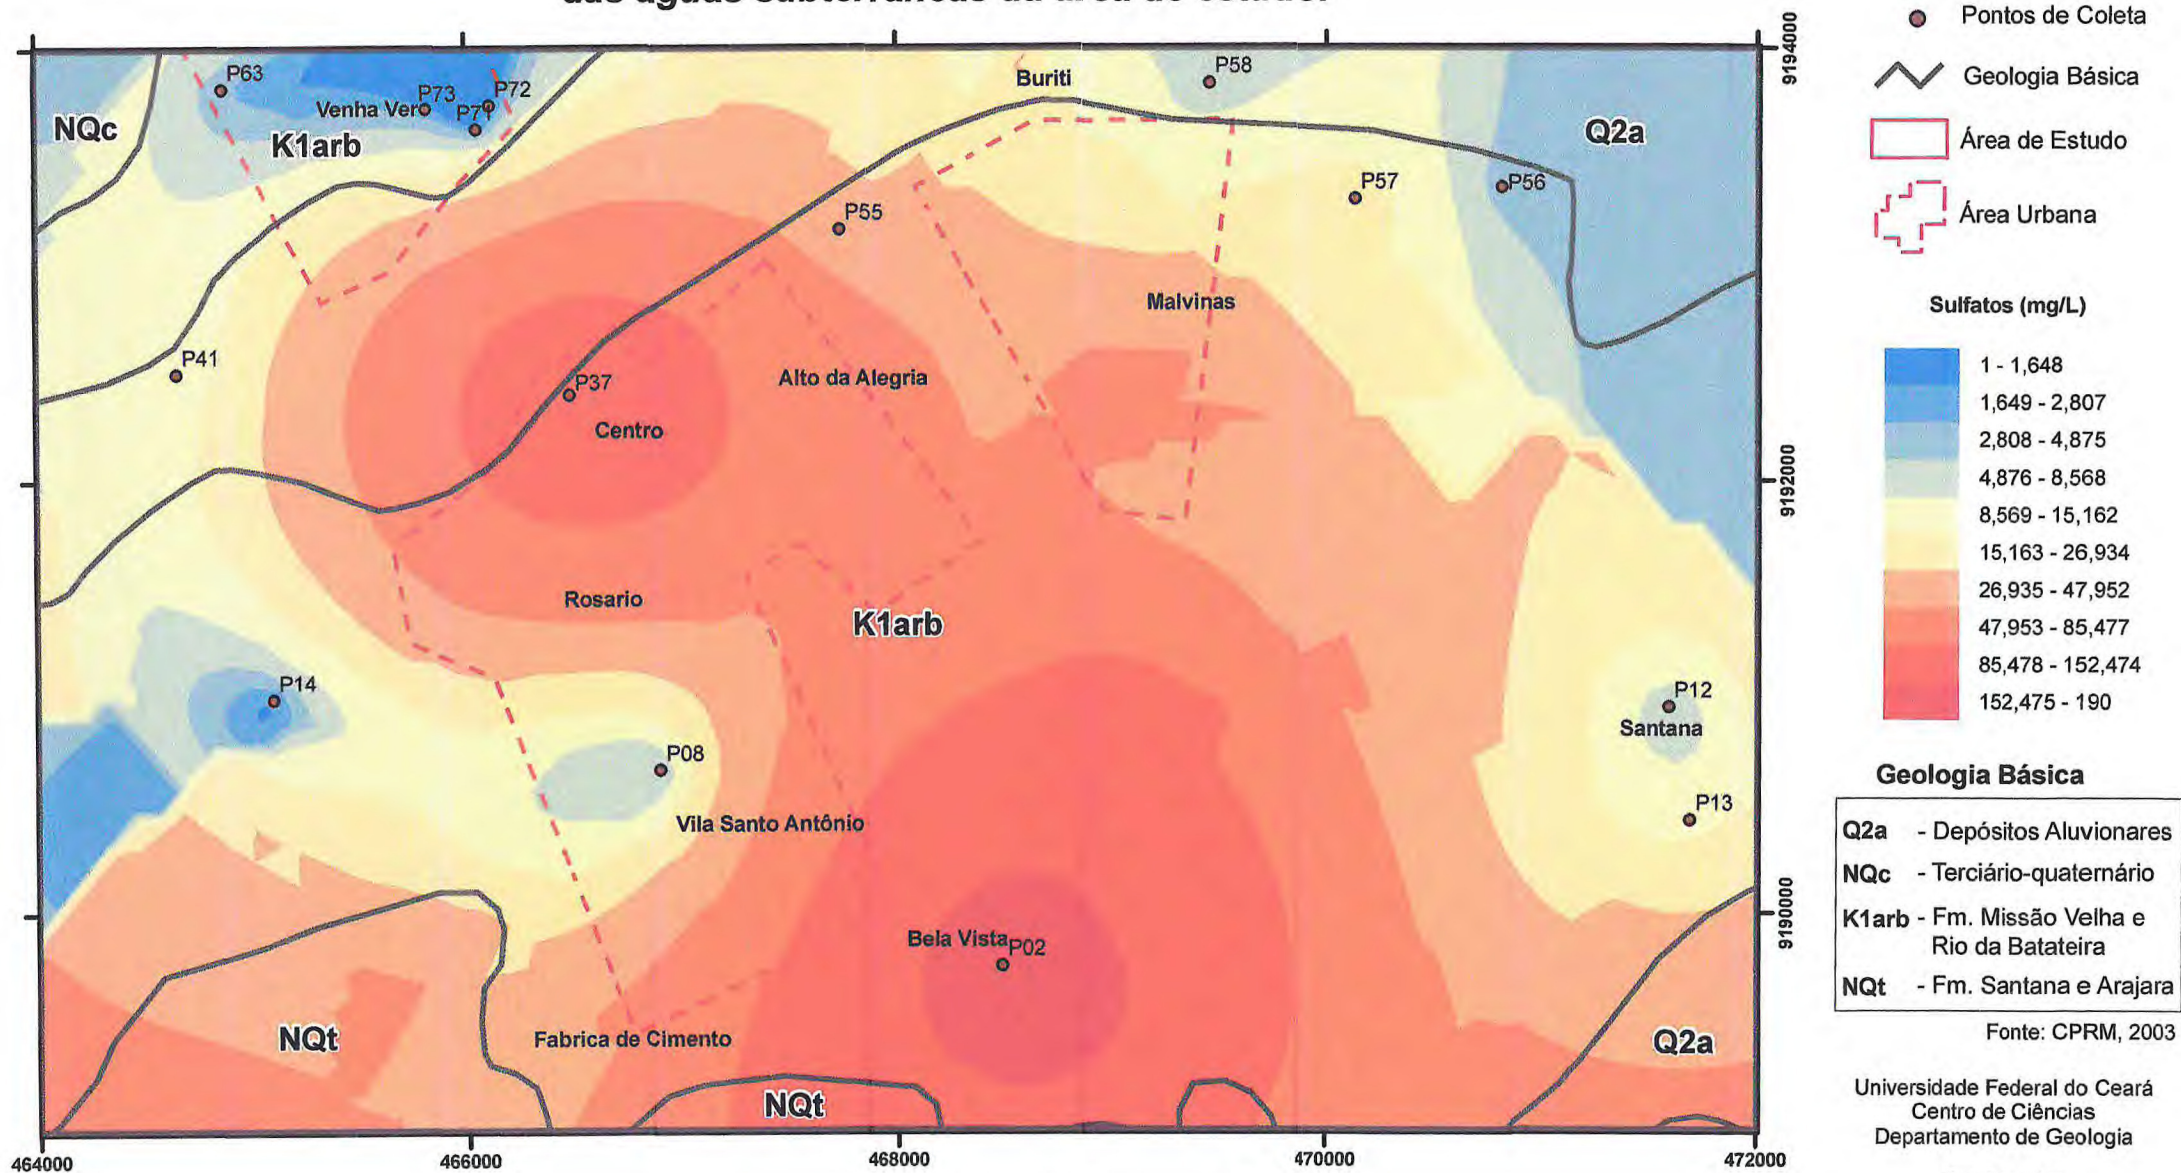 P63
P73
P72
Venha Ver
P71
NQc
K1arb
Buriti
P58
Q2a
P57
P56
P55
Malvinas
P41
P37
Alto da Alegria
Centro
Rosario
K1arb
P14
P08
P12
Santana
Vila Santo Antônio
P13
Bela Vista
P02
NQt
Fabrica de Cimento
Q2a
NQt
464000
466000
468000
470000
472000
9194000
9192000
9190000
Pontos de Coleta
Geologia Básica
Área de Estudo
Área Urbana
Sulfatos (mg/L)
1 - 1,648
1,649 - 2,807
2,808 - 4,875
4,876 - 8,568
8,569 - 15,162
15,163 - 26,934
26,935 - 47,952
47,953 - 85,477
85,478 - 152,474
152,475 - 190
Geologia Básica
Q2a - Depósitos Aluvionares
NQc - Terciário-quaternário
K1arb - Fm. Missão Velha e
Rio da Batateira
NQt - Fm. Santana e Arajara
Fonte: CPRM, 2003
Universidade Federal do Ceará
Centro de Ciências
Departamento de Geologia